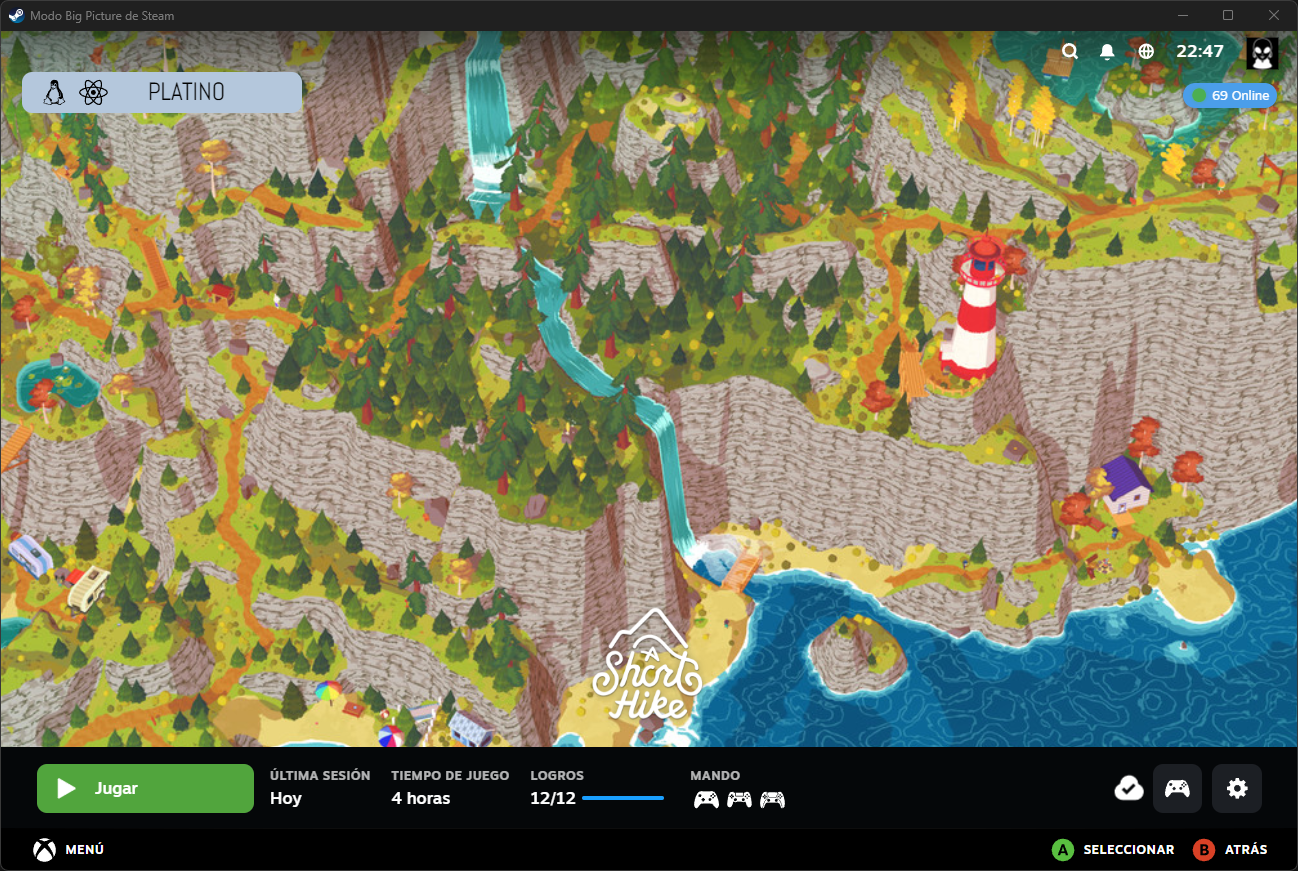 Modo Big Picture de Steam
22:47
PLATINO
69 Online
A
Short
Hike
Jugar
ÚLTIMA SESIÓN
Hoy
TIEMPO DE JUEGO
4 horas
LOGROS
12/12
MANDO
MENÚ
A SELECCIONAR
B ATRÁS